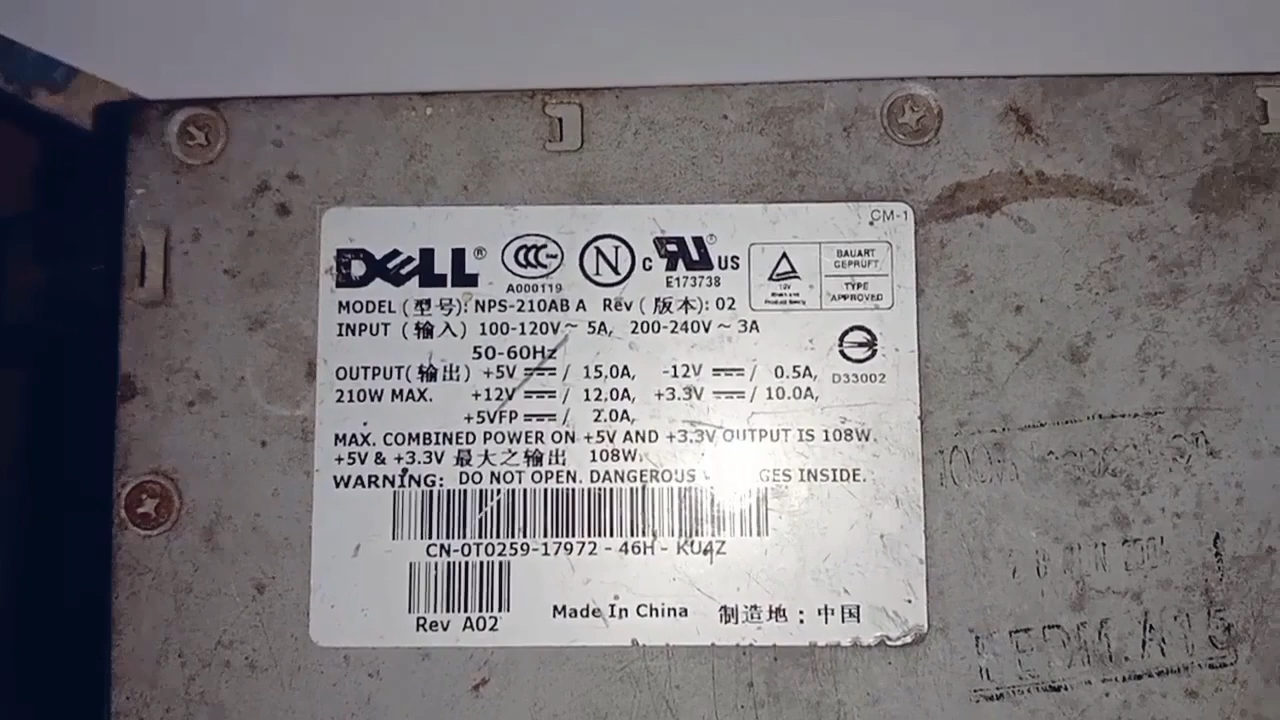 CM-1
DELL®
CCC
A000119
N
c RU® US
E173738
BAUART
GEPRÜFT
TYPE
APPROVED
MODEL (型号): NPS-210AB A Rev (版本): 02
INPUT (输入) 100-120V~ 5A, 200-240V~ 3A
50-60Hz
D33002
OUTPUT(输出) +5V ⎓/ 15.0A, -12V ⎓/ 0.5A,
210W MAX. +12V ⎓/ 12.0A, +3.3V ⎓/ 10.0A,
+5VFP ⎓/ 2.0A,
MAX. COMBINED POWER ON +5V AND +3.3V OUTPUT IS 108W.
+5V & +3.3V 最大之输出 108W.
WARNING: DO NOT OPEN. DANGEROUS INSIDE.
CN-0T0259-17972-46H-KU4Z
Rev A02
Made In China 制造地：中国